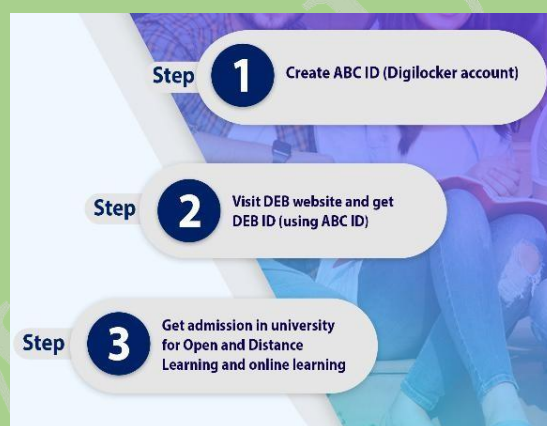 Step 1 Create ABC ID (Digilocker account)
Step 2 Visit DEB website and get
DEB ID (using ABC ID)
Step 3 Get admission in university
for Open and Distance
Learning and online learning